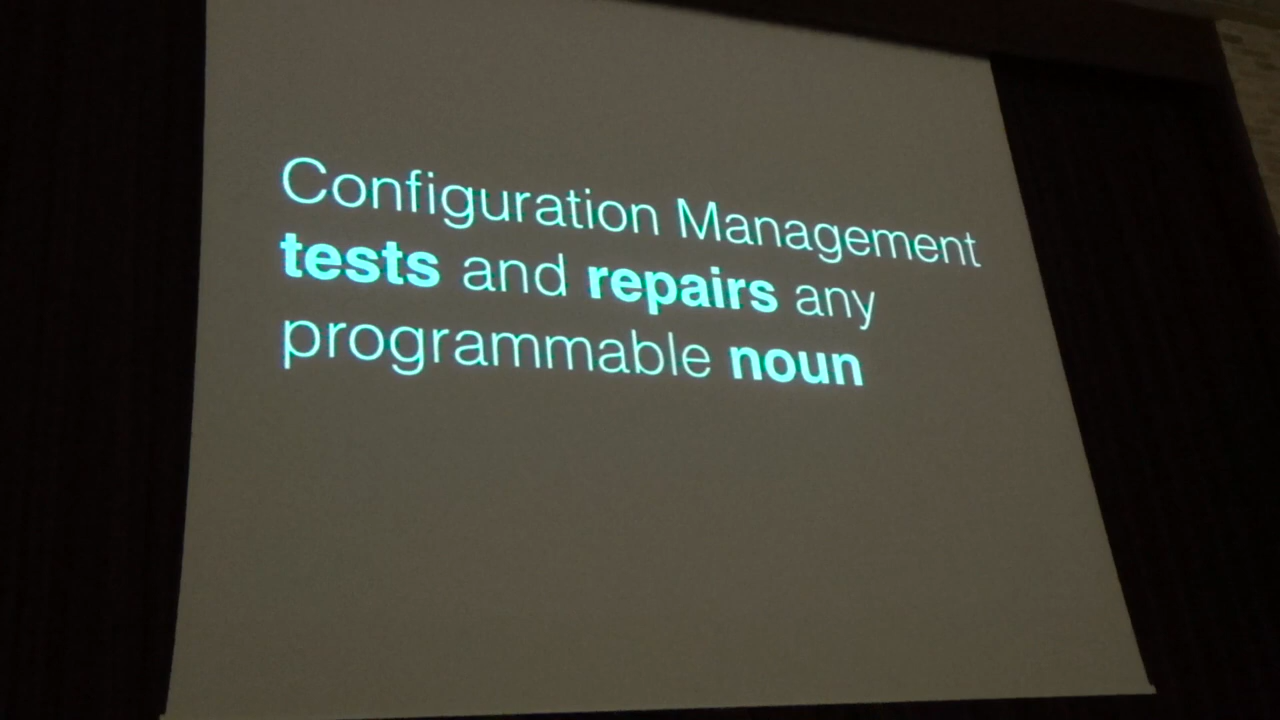 Configuration Management
tests and repairs any
programmable noun